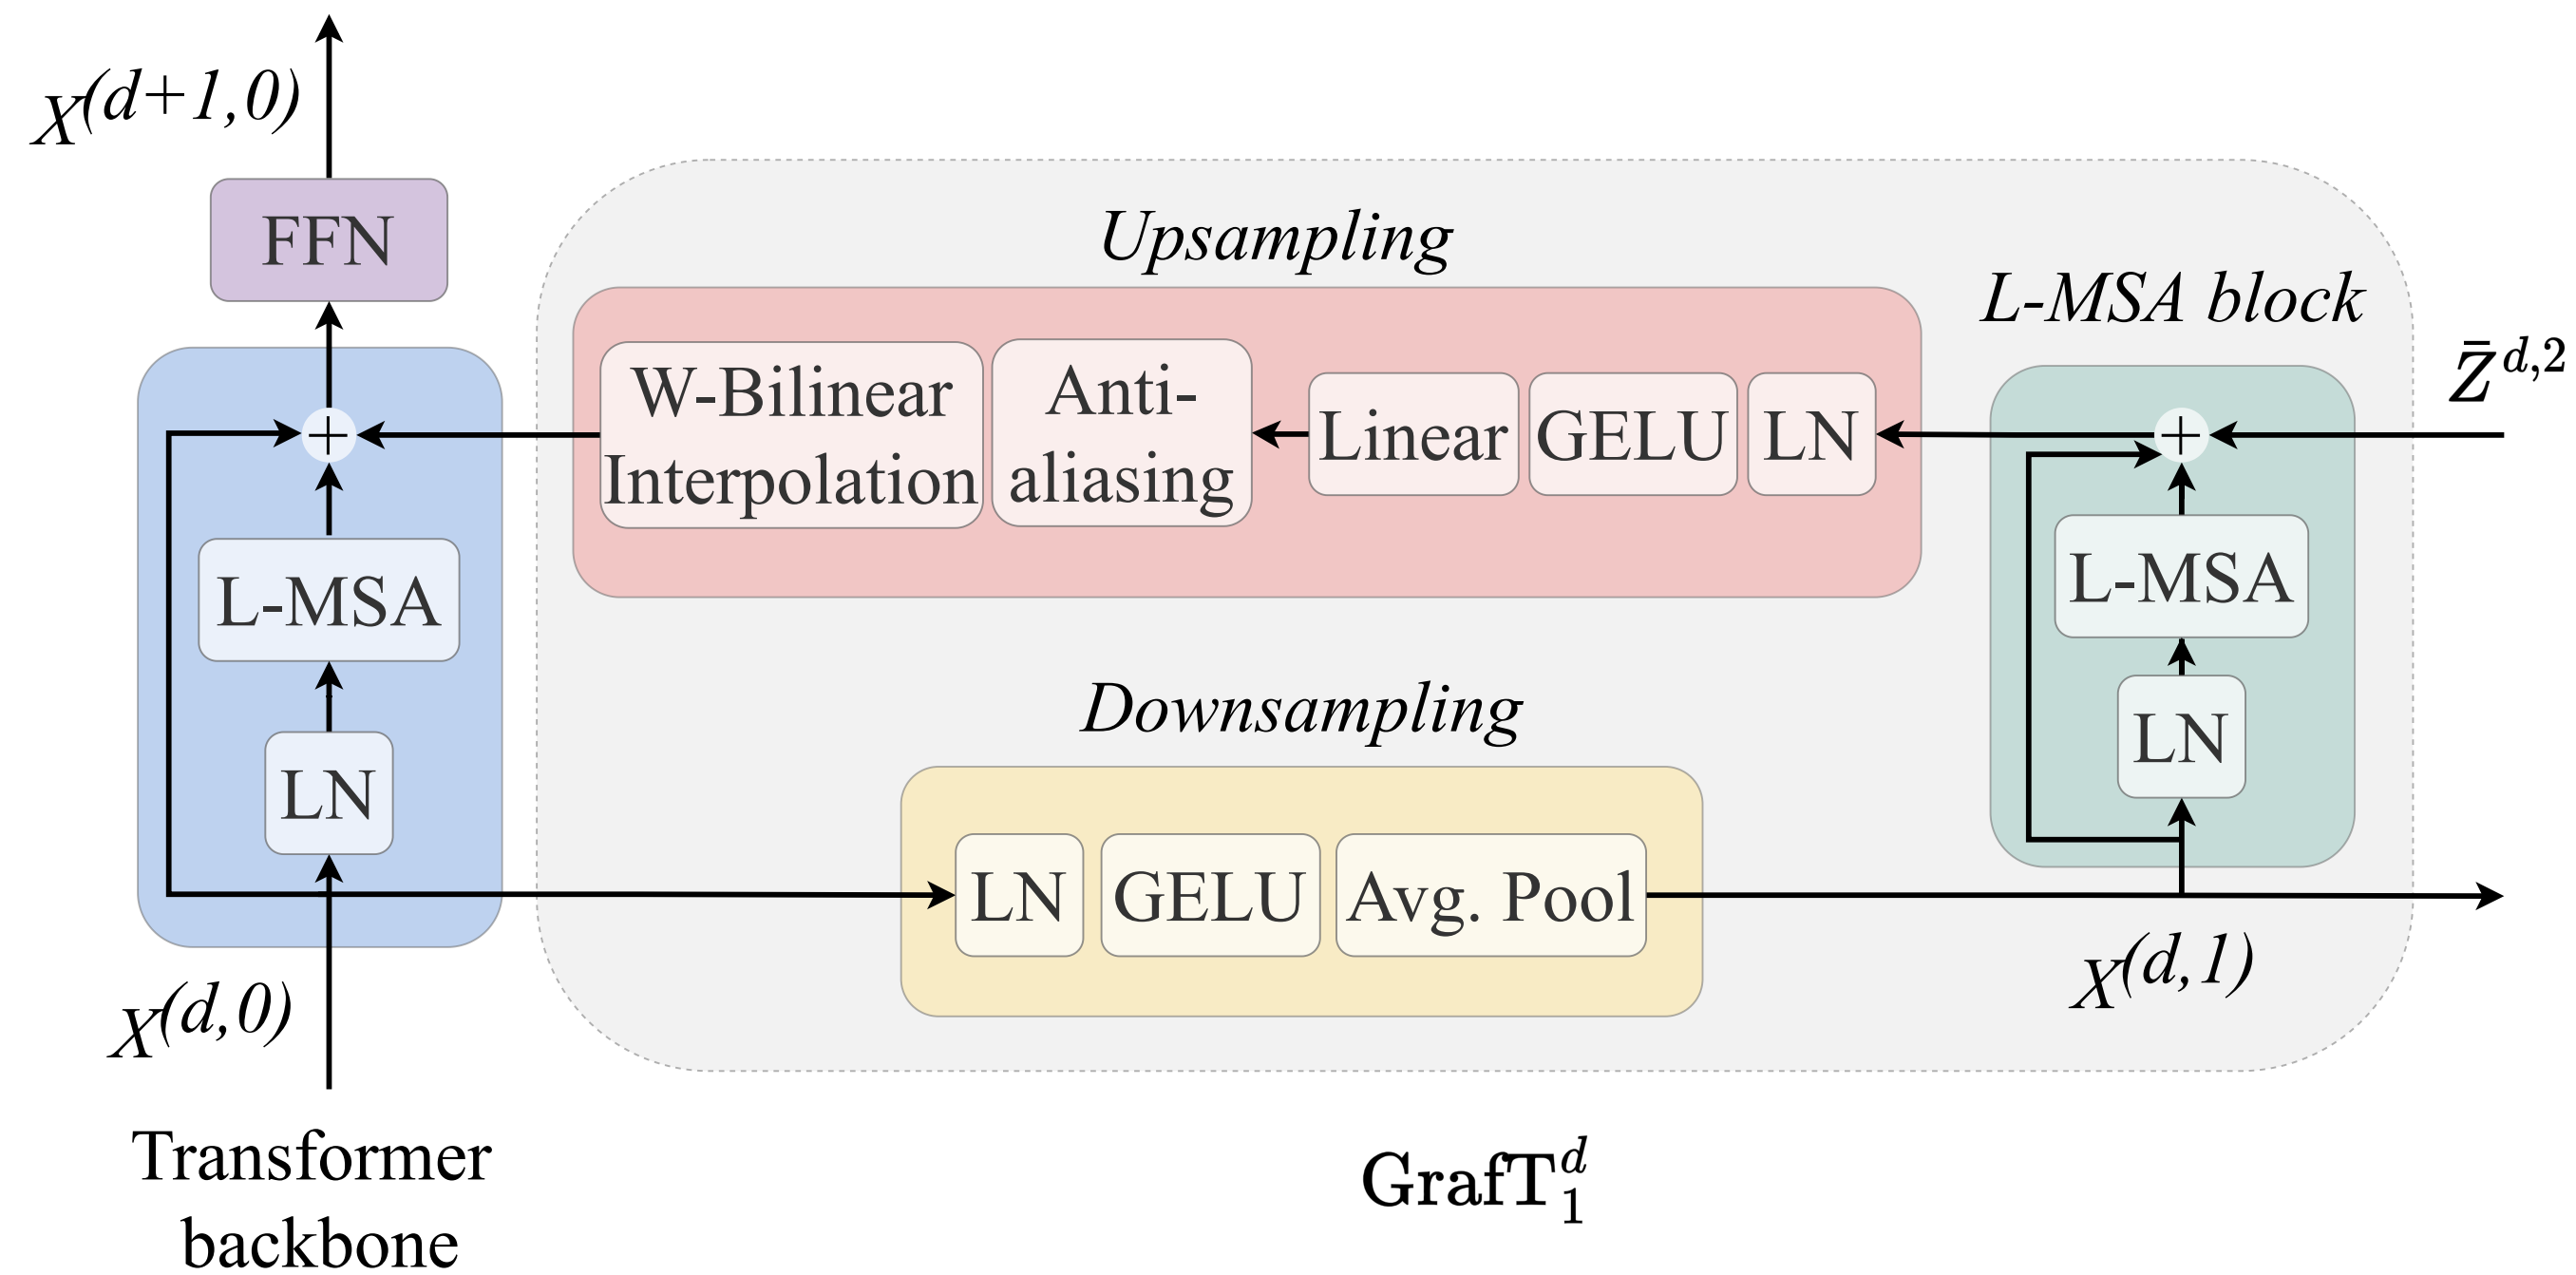 X^(d+1,0)
FFN
+
L-MSA
LN
X^(d,0)
Transformer
backbone
Upsampling
W-Bilinear
Interpolation
Anti-
aliasing
Linear
GELU
LN
Downsampling
LN
GELU
Avg. Pool
L-MSA block
+
L-MSA
LN
Z̄^{d,2}
X^(d,1)
GrafT_1^d